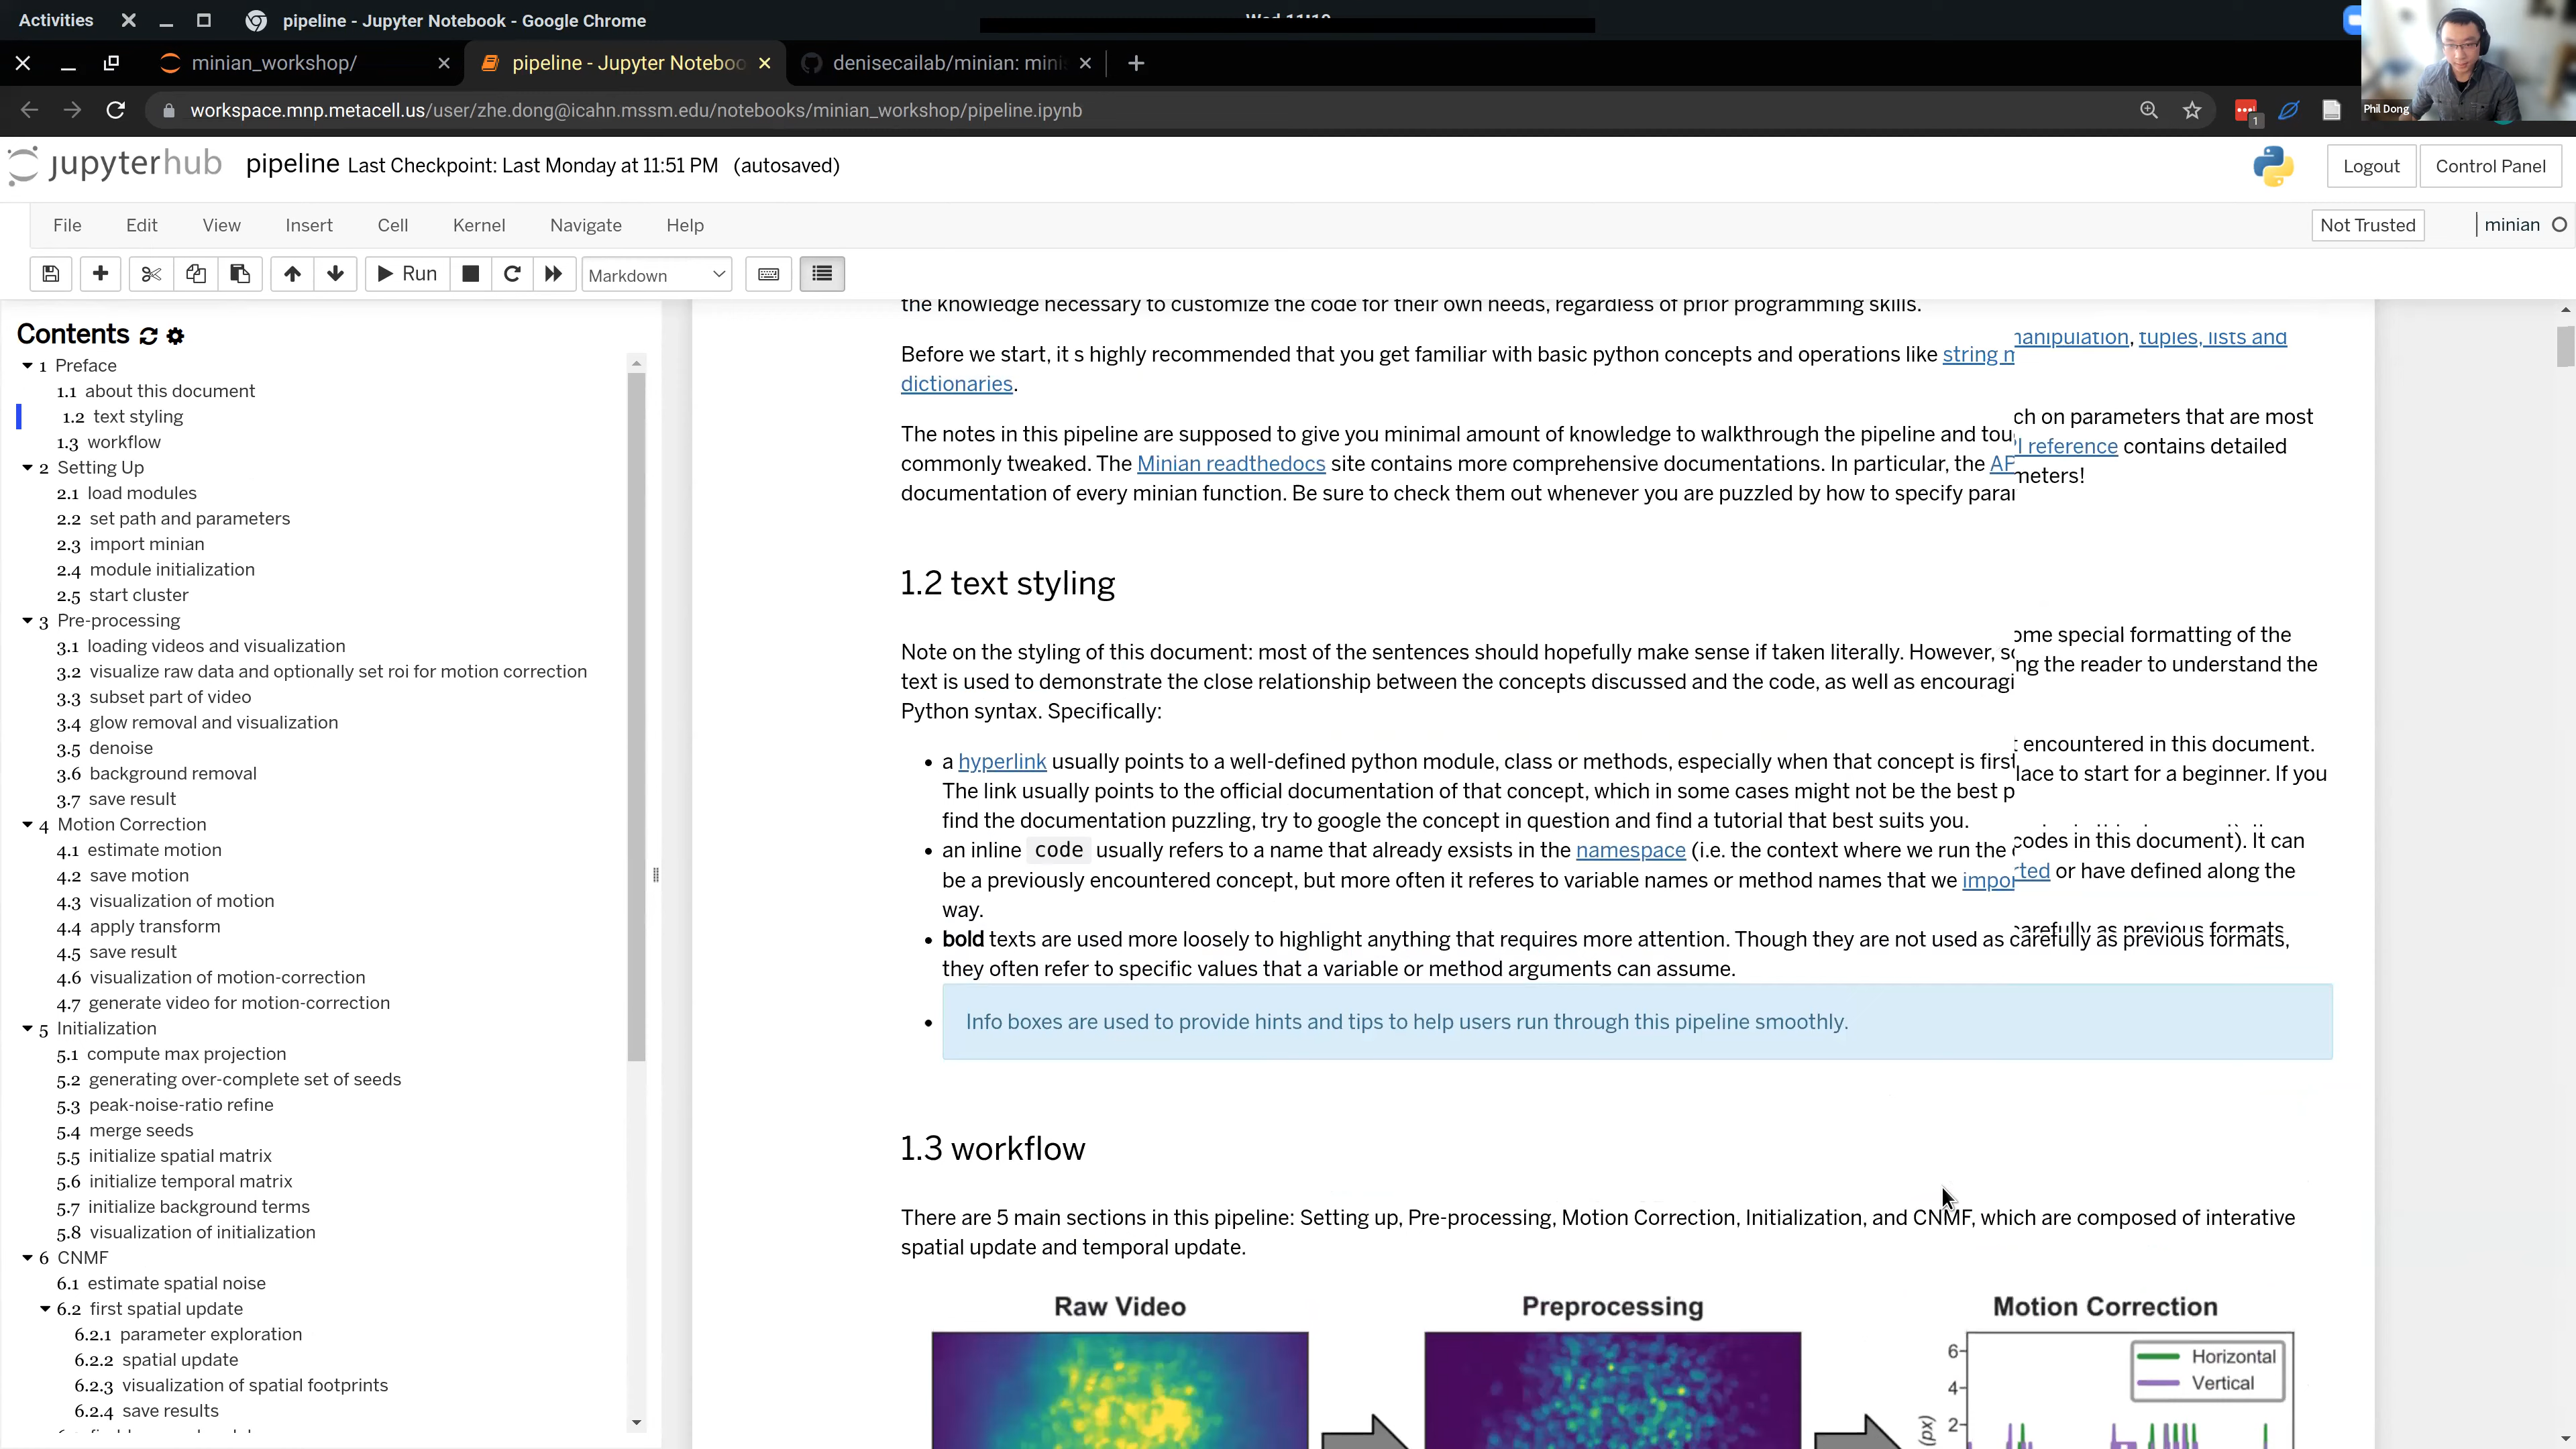 Activities
pipeline - Jupyter Notebook - Google Chrome
Phil Dong
minian_workshop/
pipeline - Jupyter Noteboo
denisecailab/minian: minis
workspace.mnp.metacell.us/user/zhe.dong@icahn.mssm.edu/notebooks/minian_workshop/pipeline.ipynb
1
jupyterhub
pipeline Last Checkpoint: Last Monday at 11:51 PM (autosaved)
Logout
Control Panel
File Edit View Insert Cell Kernel Navigate Help
Not Trusted
minian
Run
Markdown
Contents
1 Preface
1.1 about this document
1.2 text styling
1.3 workflow
2 Setting Up
2.1 load modules
2.2 set path and parameters
2.3 import minian
2.4 module initialization
2.5 start cluster
3 Pre-processing
3.1 loading videos and visualization
3.2 visualize raw data and optionally set roi for motion correction
3.3 subset part of video
3.4 glow removal and visualization
3.5 denoise
3.6 background removal
3.7 save result
4 Motion Correction
4.1 estimate motion
4.2 save motion
4.3 visualization of motion
4.4 apply transform
4.5 save result
4.6 visualization of motion-correction
4.7 generate video for motion-correction
5 Initialization
5.1 compute max projection
5.2 generating over-complete set of seeds
5.3 peak-noise-ratio refine
5.4 merge seeds
5.5 initialize spatial matrix
5.6 initialize temporal matrix
5.7 initialize background terms
5.8 visualization of initialization
6 CNMF
6.1 estimate spatial noise
6.2 first spatial update
6.2.1 parameter exploration
6.2.2 spatial update
6.2.3 visualization of spatial footprints
6.2.4 save results
the knowledge necessary to customize the code for their own needs, regardless of prior programming skills.
Before we start, it s highly recommended that you get familiar with basic python concepts and operations like string manipulation, tuples, lists and
dictionaries.
The notes in this pipeline are supposed to give you minimal amount of knowledge to walkthrough the pipeline and touch on parameters that are most
commonly tweaked. The Minian readthedocs site contains more comprehensive documentations. In particular, the API reference contains detailed
documentation of every minian function. Be sure to check them out whenever you are puzzled by how to specify parameters!
1.2 text styling
Note on the styling of this document: most of the sentences should hopefully make sense if taken literally. However, some special formatting of the
text is used to demonstrate the close relationship between the concepts discussed and the code, as well as encouraging the reader to understand the
Python syntax. Specifically:
a hyperlink usually points to a well-defined python module, class or methods, especially when that concept is first encountered in this document.
The link usually points to the official documentation of that concept, which in some cases might not be the best place to start for a beginner. If you
find the documentation puzzling, try to google the concept in question and find a tutorial that best suits you.
an inline code usually refers to a name that already exsists in the namespace (i.e. the context where we run the codes in this document). It can
be a previously encountered concept, but more often it referes to variable names or method names that we imported or have defined along the
way.
bold texts are used more loosely to highlight anything that requires more attention. Though they are not used as carefully as previous formats,
they often refer to specific values that a variable or method arguments can assume.
Info boxes are used to provide hints and tips to help users run through this pipeline smoothly.
1.3 workflow
There are 5 main sections in this pipeline: Setting up, Pre-processing, Motion Correction, Initialization, and CNMF, which are composed of interative
spatial update and temporal update.
Raw Video
Preprocessing
Motion Correction
6
4
2
(px)
Horizontal
Vertical